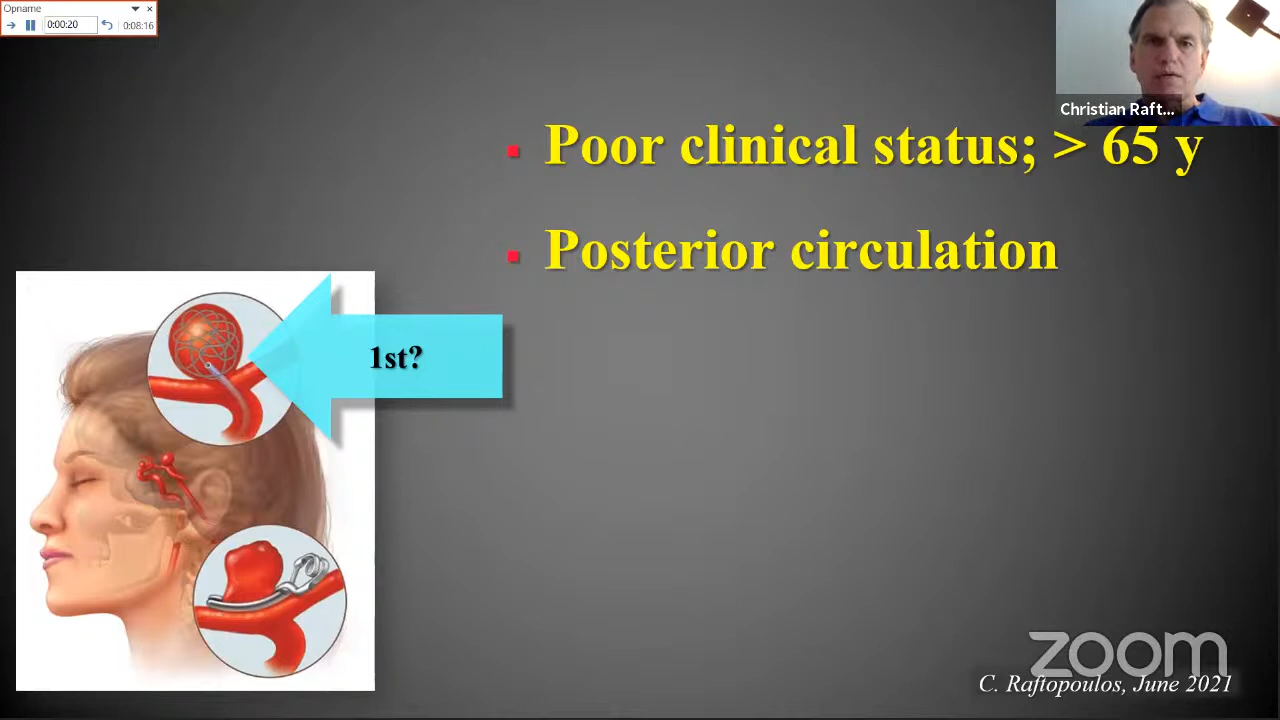 Opname
0:00:20
0:08:16
Christian Raft...
Poor clinical status; > 65 y
Posterior circulation
1st?
zoom
C. Raftopoulos, June 2021